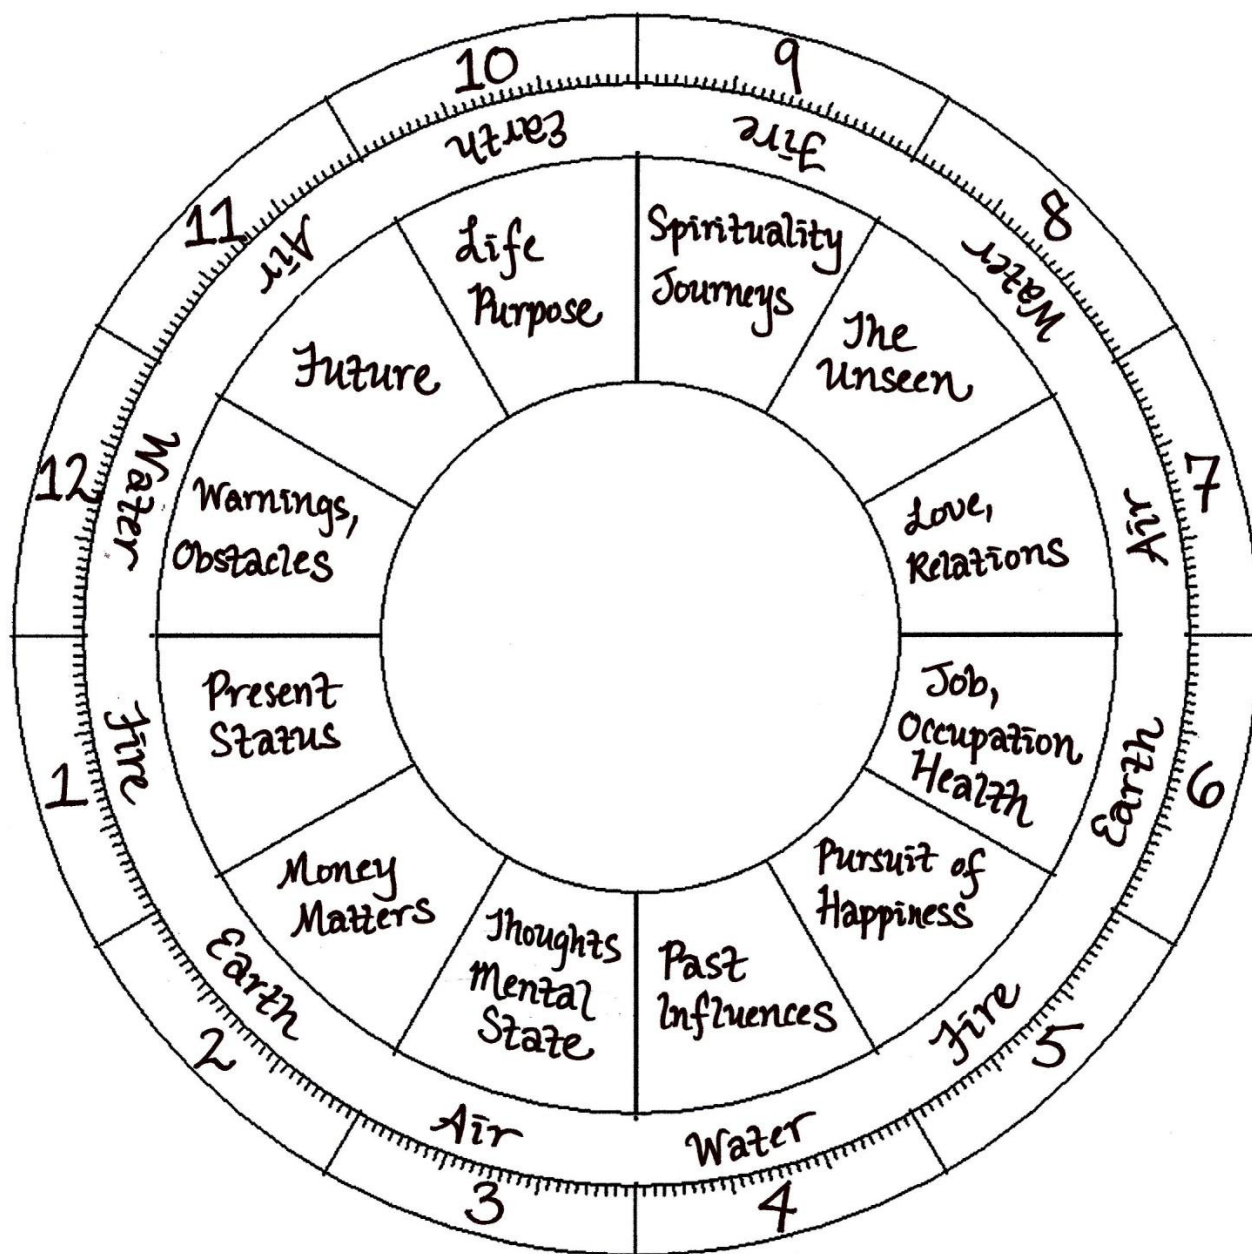 1
Fire
Present
Status
2
Earth
Money
Matters
3
Air
Thoughts
Mental
State
4
Water
Past
Influences
5
Fire
Pursuit of
Happiness
6
Earth
Job,
Occupation
Health
7
Air
Love,
Relations
8
Water
The
Unseen
9
Fire
Spirituality
Journeys
10
Earth
Life
Purpose
11
Air
Future
12
Water
Warnings,
Obstacles